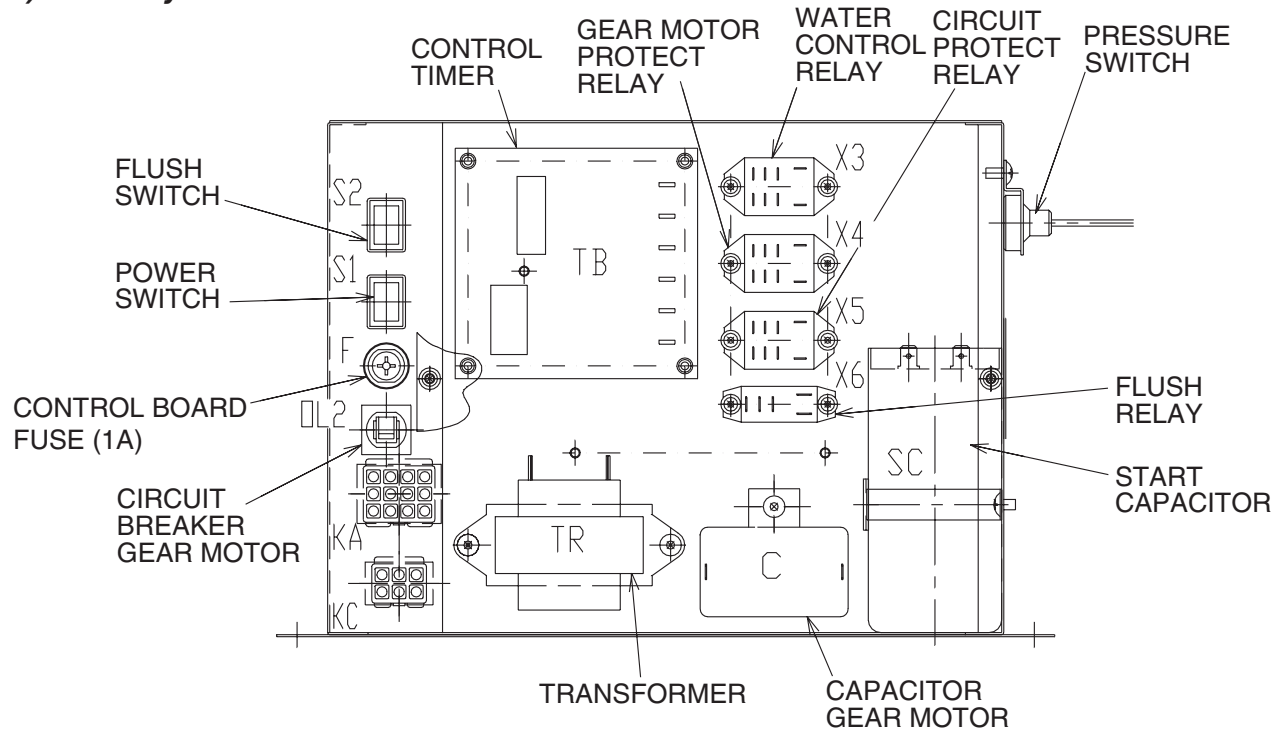 CONTROL
TIMER
GEAR MOTOR
PROTECT
RELAY
WATER
CONTROL
RELAY
CIRCUIT
PROTECT
RELAY
PRESSURE
SWITCH
FLUSH
SWITCH
POWER
SWITCH
CONTROL BOARD
FUSE (1A)
CIRCUIT
BREAKER
GEAR MOTOR
S2
S1
F
OL2
KA
KC
TB
X3
X4
X5
X6
SC
TR
C
FLUSH
RELAY
START
CAPACITOR
TRANSFORMER
CAPACITOR
GEAR MOTOR